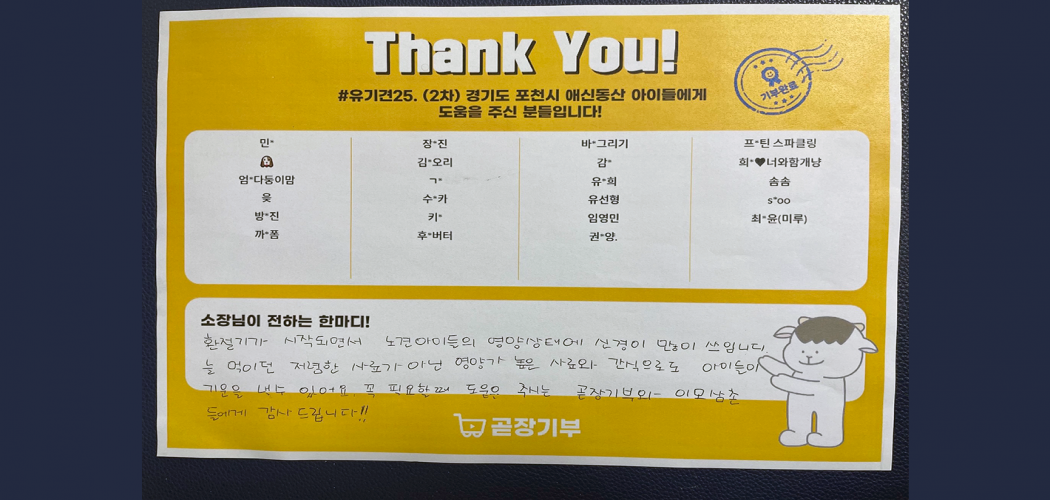 Thank You!
기부완료
#유기견25. (2차) 경기도 포천시 애신동산 아이들에게
도움을 주신 분들입니다!
민* 장*진 바*그리기 프*틴 스파클링
김*오리 감* 희*♥너와함개냥
엄*다둥이맘 ㄱ* 유*희 솜솜
윷 수*카 유선형 s*oo
방*진 키* 임영민 최*윤(미루)
까*폼 후*버터 권*양.
소장님이 전하는 한마디!
환절기가 시작되면서 노견아이들의 영양상태에 신경이 많이 쓰입니다
늘 먹이던 저렴한 사료가 아닌 영양가 높은 사료와 간식으로도 아이들이
기운을 낼수 있어요. 꼭 필요할때 도움을 주시는 곧장기부와 이모삼촌
들에게 감사 드립니다!!
곧장기부